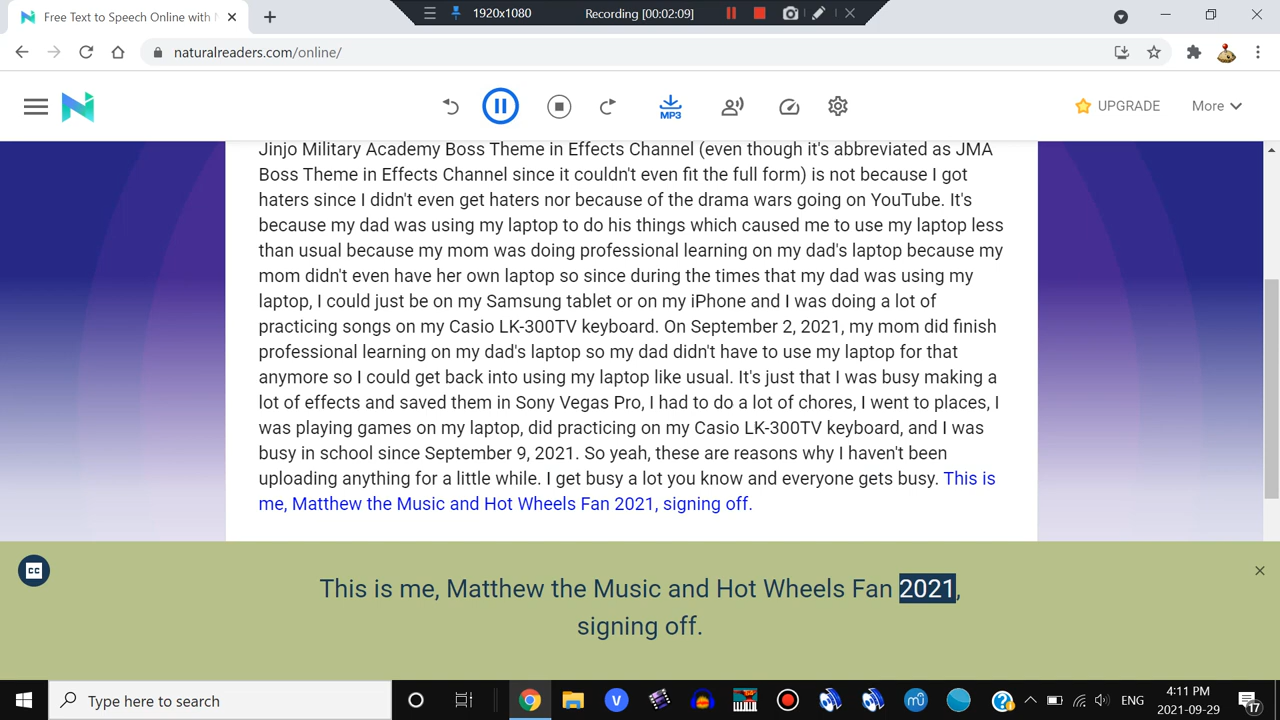 Free Text to Speech Online with N
1920x1080
Recording [00:02:09]
naturalreaders.com/online/
MP3
UPGRADE
More
Jinjo Military Academy Boss Theme in Effects Channel (even though it's abbreviated as JMA
Boss Theme in Effects Channel since it couldn't even fit the full form) is not because I got
haters since I didn't even get haters nor because of the drama wars going on YouTube. It's
because my dad was using my laptop to do his things which caused me to use my laptop less
than usual because my mom was doing professional learning on my dad's laptop because my
mom didn't even have her own laptop so since during the times that my dad was using my
laptop, I could just be on my Samsung tablet or on my iPhone and I was doing a lot of
practicing songs on my Casio LK-300TV keyboard. On September 2, 2021, my mom did finish
professional learning on my dad's laptop so my dad didn't have to use my laptop for that
anymore so I could get back into using my laptop like usual. It's just that I was busy making a
lot of effects and saved them in Sony Vegas Pro, I had to do a lot of chores, I went to places, I
was playing games on my laptop, did practicing on my Casio LK-300TV keyboard, and I was
busy in school since September 9, 2021. So yeah, these are reasons why I haven't been
uploading anything for a little while. I get busy a lot you know and everyone gets busy. This is
me, Matthew the Music and Hot Wheels Fan 2021, signing off.
CC
This is me, Matthew the Music and Hot Wheels Fan 2021,
signing off.
Type here to search
ENG
4:11 PM
2021-09-29
17